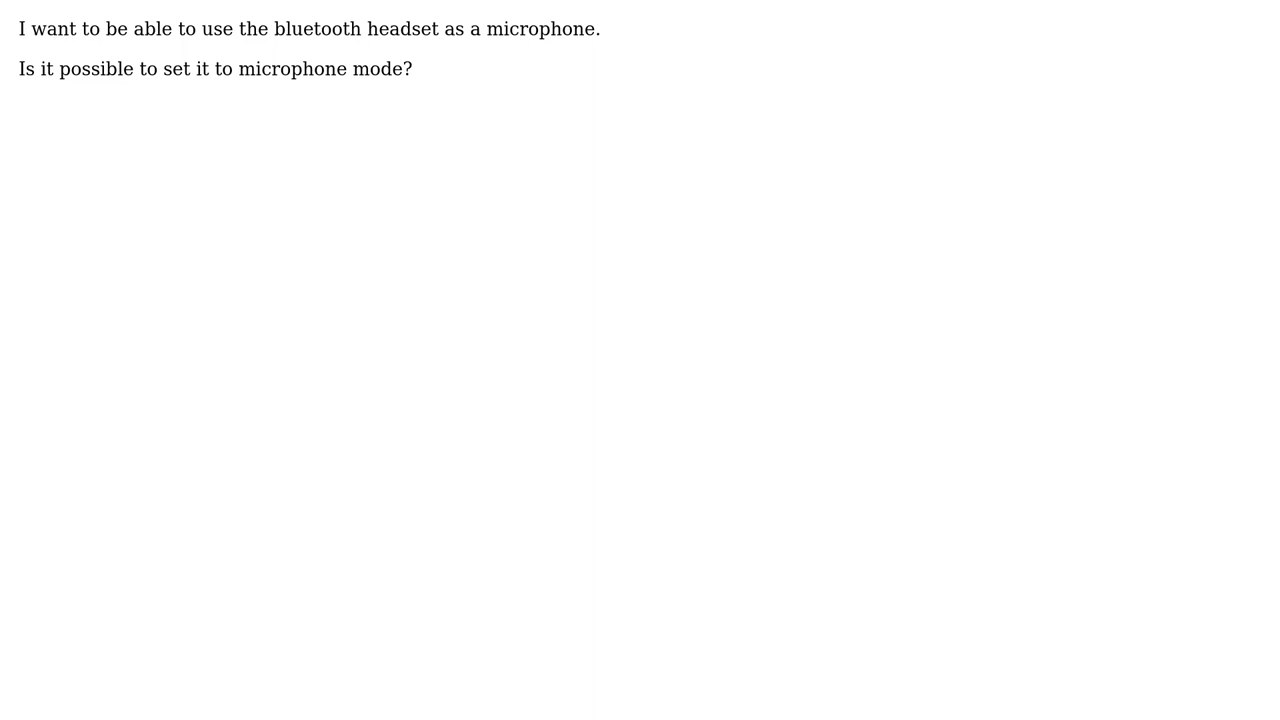 I want to be able to use the bluetooth headset as a microphone.
Is it possible to set it to microphone mode?